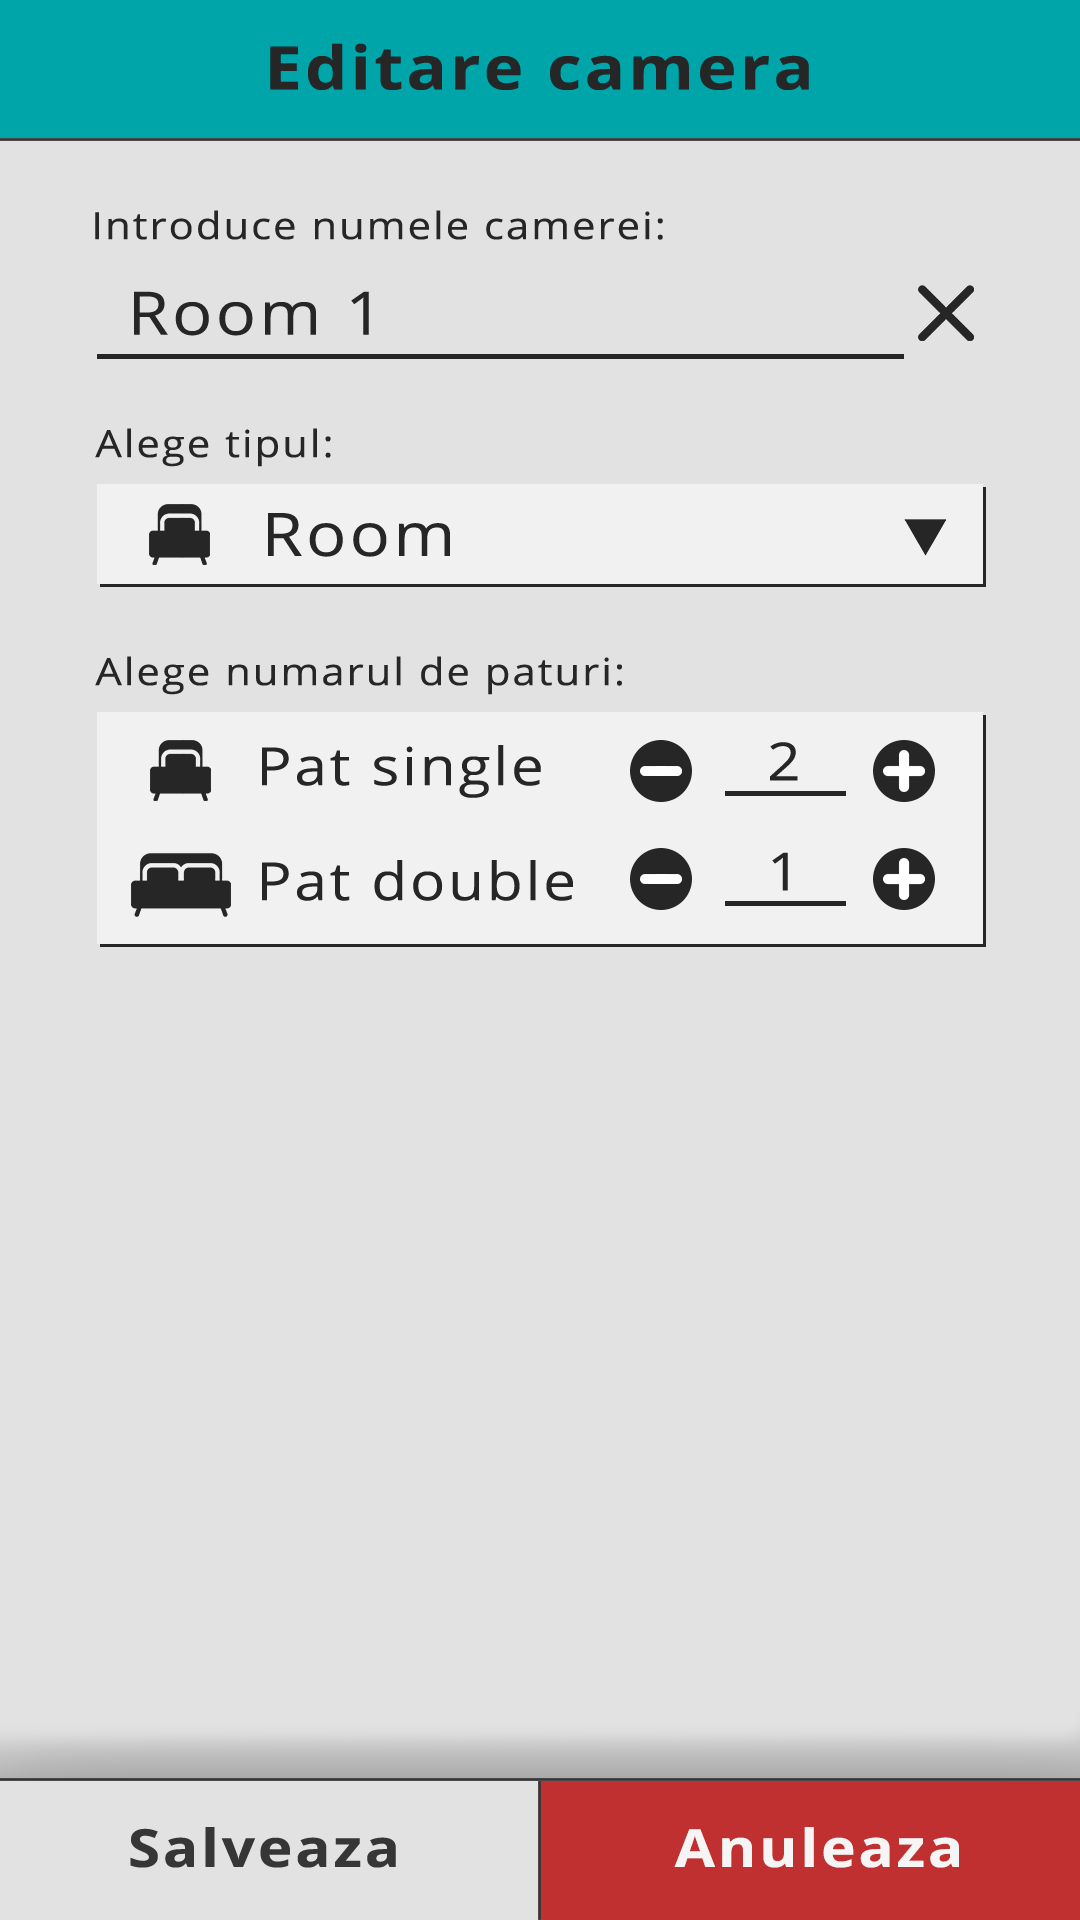 Editare camera
Introduce numele camerei:
Room 1
Alege tipul:
Room
Alege numarul de paturi:
Pat single 2
Pat double 1
Salveaza Anuleaza